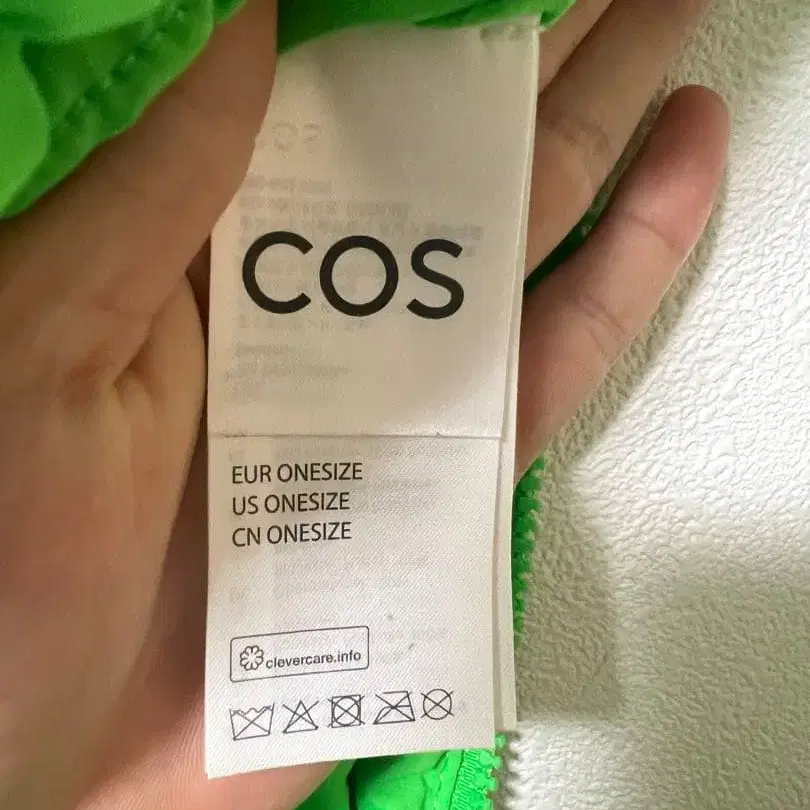 COS
EUR ONESIZE
US ONESIZE
CN ONESIZE
clevercare.info